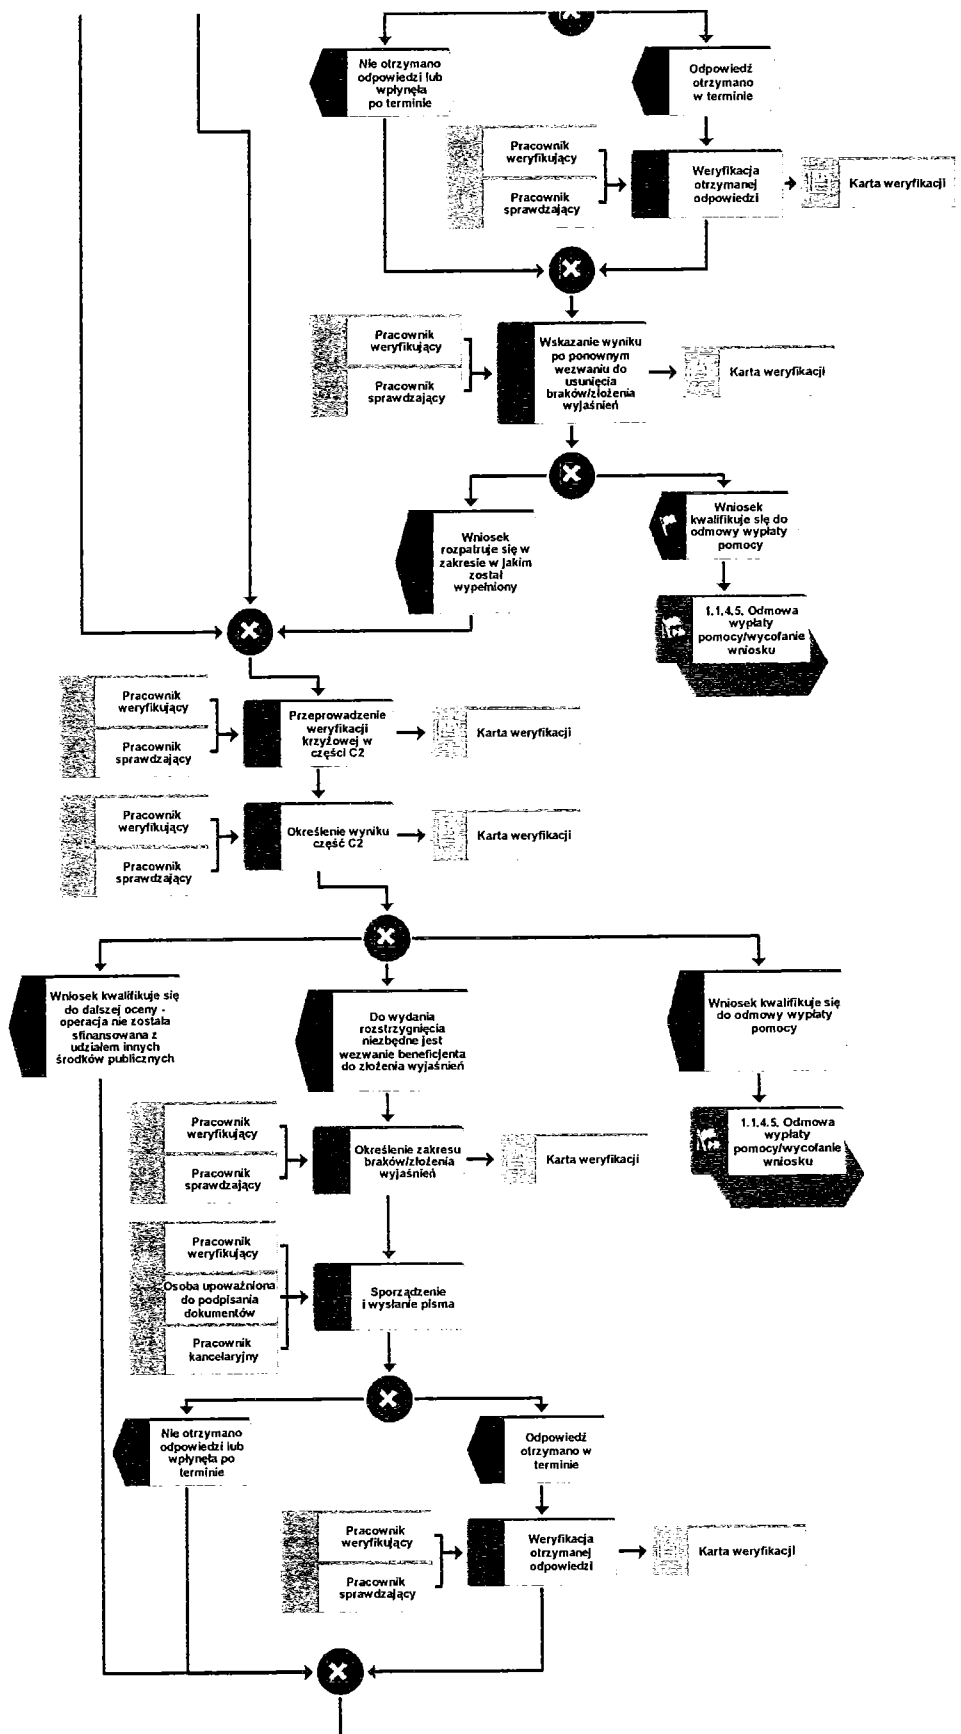 Nie otrzymano
odpowiedzi lub
wpłynęła
po terminie
Odpowiedź
otrzymano
w terminie
Pracownik
weryfikujący
Pracownik
sprawdzający
Weryfikacja
otrzymanej
odpowiedzi
Karta weryfikacji
Pracownik
weryfikujący
Pracownik
sprawdzający
Wskazanie wyniku
po ponownym
wezwaniu do
usunięcia
braków/złożenia
wyjaśnień
Karta weryfikacji
Wniosek
rozpatruje się w
zakresie w jakim
został
wypełniony
Wniosek
kwalifikuje się do
odmowy wypłaty
pomocy
1.1.4.5. Odmowa
wypłaty
pomocy/wycofanie
wniosku
Pracownik
weryfikujący
Pracownik
sprawdzający
Przeprowadzenie
weryfikacji
krzyżowej w
części C2
Karta weryfikacji
Pracownik
weryfikujący
Pracownik
sprawdzający
Określenie wyniku
część C2
Karta weryfikacji
Wniosek kwalifikuje się
do dalszej oceny -
operacja nie została
sfinansowana z
udziałem innych
środków publicznych
Do wydania
rozstrzygnięcia
niezbędne jest
wezwanie beneficjenta
do złożenia wyjaśnień
Wniosek kwalifikuje się
do odmowy wypłaty
pomocy
1.1.4.5. Odmowa
wypłaty
pomocy/wycofanie
wniosku
Pracownik
weryfikujący
Pracownik
sprawdzający
Określenie zakresu
braków/złożenia
wyjaśnień
Karta weryfikacji
Pracownik
weryfikujący
Osoba upoważniona
do podpisania
dokumentów
Pracownik
kancelaryjny
Sporządzenie
i wysłanie pisma
Nie otrzymano
odpowiedzi lub
wpłynęła po
terminie
Odpowiedź
otrzymano w
terminie
Pracownik
weryfikujący
Pracownik
sprawdzający
Weryfikacja
otrzymanej
odpowiedzi
Karta weryfikacji